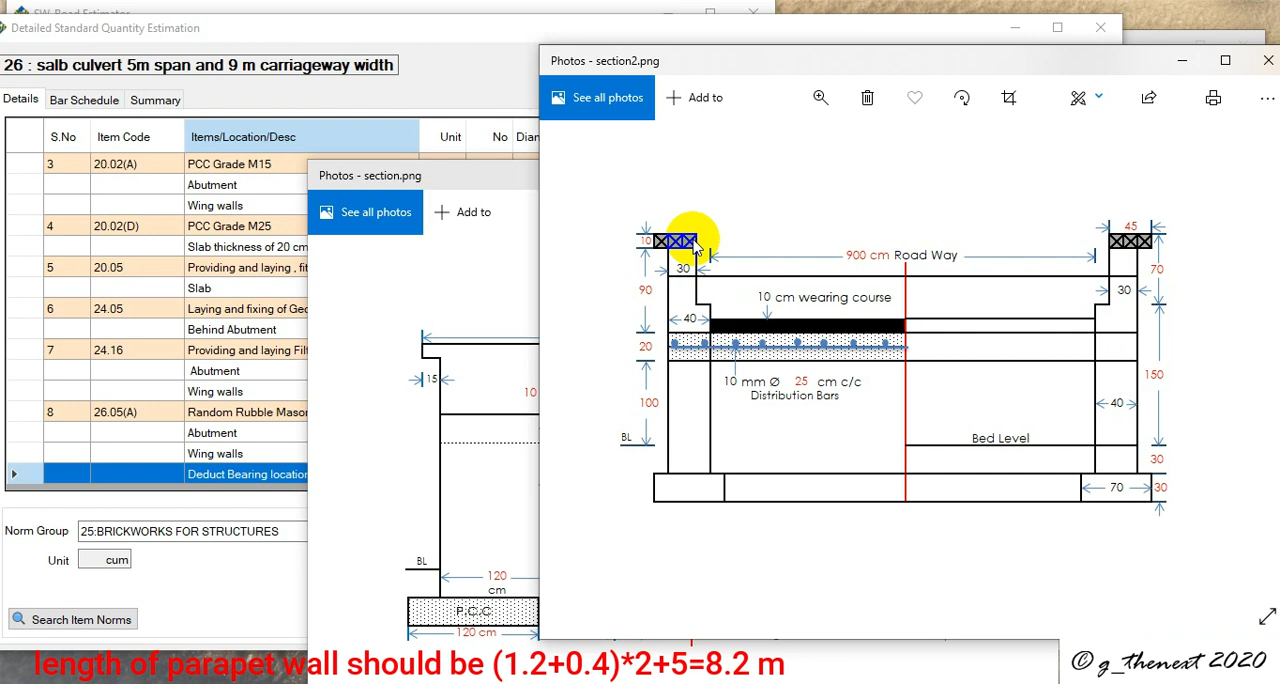 SW Road Estimator
Detailed Standard Quantity Estimation
26 : salb culvert 5m span and 9 m carriageway width
Details Bar Schedule Summary
S.No Item Code Items/Location/Desc Unit No Dian
3 20.02(A) PCC Grade M15
Abutment
Wing walls
4 20.02(D) PCC Grade M25
Slab thickness of 20 cm
5 20.05 Providing and laying , fit
Slab
6 24.05 Laying and fixing of Geo
Behind Abutment
7 24.16 Providing and laying Filt
Abutment
Wing walls
8 26.05(A) Random Rubble Maso
Abutment
Wing walls
Deduct Bearing location
Norm Group 25:BRICKWORKS FOR STRUCTURES
Unit cum
Search Item Norms
Photos - section.png
See all photos Add to
15
10
BL
120
cm
P.C.C
120 cm
Photos - section2.png
See all photos Add to
45
10
900 cm Road Way
30
70
90
30
10 cm wearing course
40
20
10 mm Ø 25 cm c/c
Distribution Bars
150
100
40
BL
Bed Level
30
70
30
length of parapet wall should be (1.2+0.4)*2+5=8.2 m
© g_thenext 2020